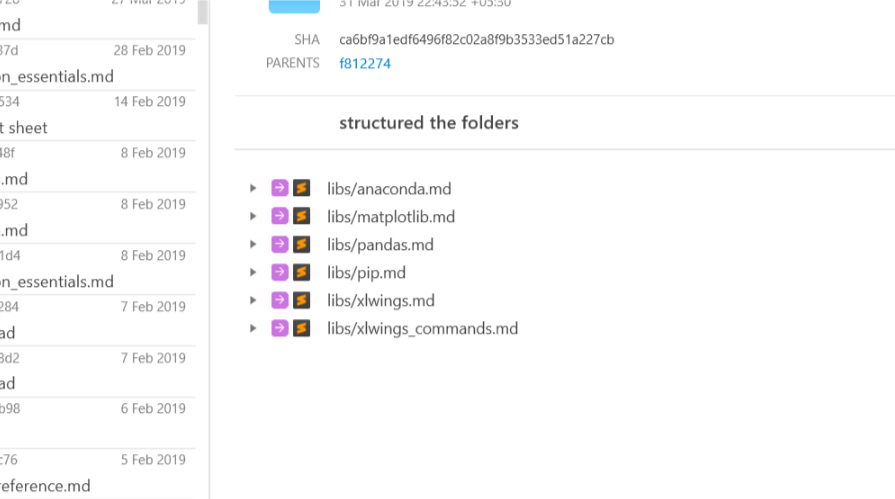 27 Mar 2019
md
37d 28 Feb 2019
n_essentials.md
534 14 Feb 2019
t sheet
48f 8 Feb 2019
.md
952 8 Feb 2019
.md
1d4 8 Feb 2019
on_essentials.md
284 7 Feb 2019
ad
8d2 7 Feb 2019
ad
b98 6 Feb 2019
c76 5 Feb 2019
reference.md
31 Mar 2019 22:43:52 +05:30
SHA ca6bf9a1edf6496f82c02a8f9b3533ed51a227cb
PARENTS f812274
structured the folders
libs/anaconda.md
libs/matplotlib.md
libs/pandas.md
libs/pip.md
libs/xlwings.md
libs/xlwings_commands.md